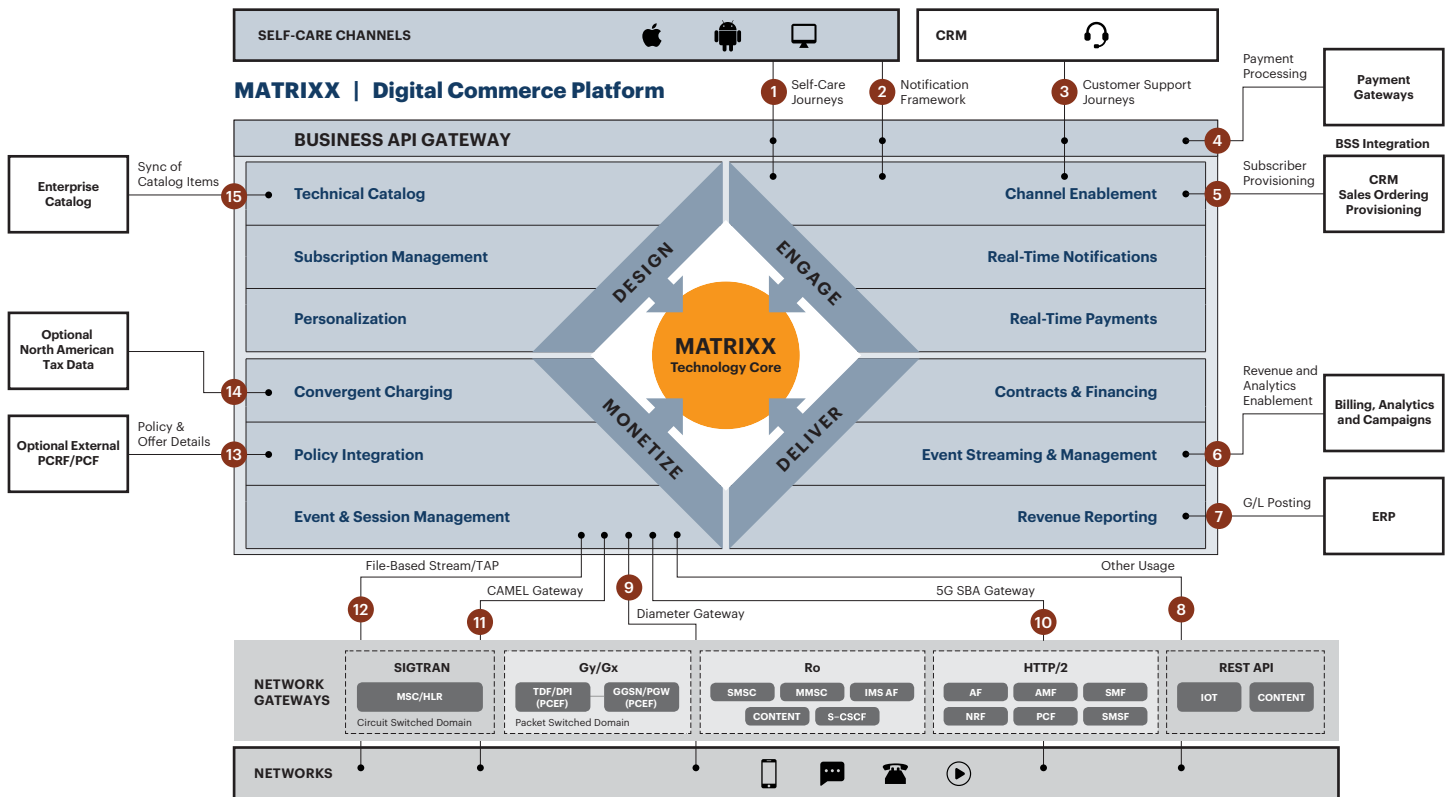 SELF-CARE CHANNELS
CRM
MATRIXX | Digital Commerce Platform
1
Self-Care
Journeys
2
Notification
Framework
3
Customer Support
Journeys
Payment
Processing
Payment
Gateways
BUSINESS API GATEWAY
4
BSS Integration
Enterprise
Catalog
Sync of
Catalog Items
15
Technical Catalog
Channel Enablement
5
Subscriber
Provisioning
CRM
Sales Ordering
Provisioning
Subscription Management
DESIGN
ENGAGE
Real-Time Notifications
Personalization
Real-Time Payments
MATRIXX
Technology Core
Optional
North American
Tax Data
14
Convergent Charging
Contracts & Financing
Revenue and
Analytics
Enablement
Billing, Analytics
and Campaigns
MONETIZE
DELIVER
Optional External
PCRF/PCF
Policy &
Offer Details
13
Policy Integration
Event Streaming & Management
6
Event & Session Management
Revenue Reporting
7
G/L Posting
ERP
File-Based Stream/TAP
12
CAMEL Gateway
11
9
Diameter Gateway
5G SBA Gateway
10
Other Usage
8
NETWORK
GATEWAYS
SIGTRAN
MSC/HLR
Circuit Switched Domain
Gy/Gx
TDF/DPI
(PCEF)
GGSN/PGW
(PCEF)
Packet Switched Domain
Ro
SMSC
MMSC
IMS AF
CONTENT
S-CSCF
HTTP/2
AF
AMF
SMF
NRF
PCF
SMSF
REST API
IOT
CONTENT
NETWORKS